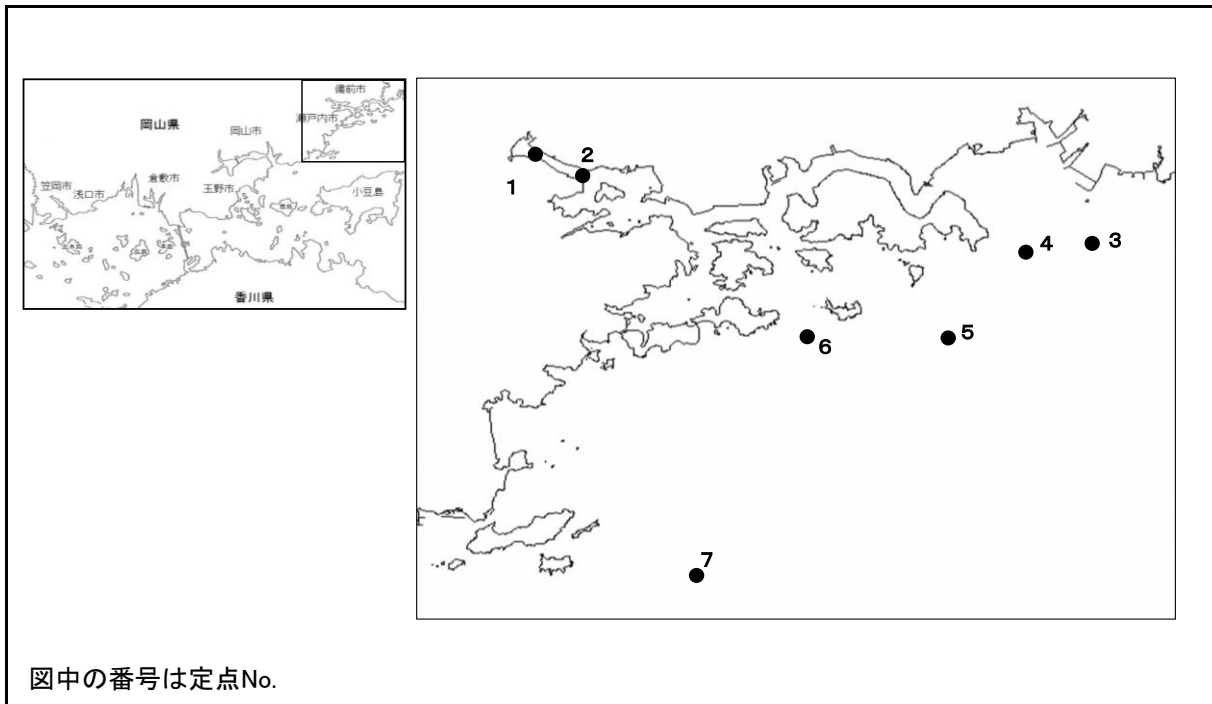 備前市
瀬戸内市
岡山県
岡山市
笠岡市
浅口市
倉敷市
玉野市
小豆島
香川県
1
2
3
4
5
6
7
図中の番号は定点No.